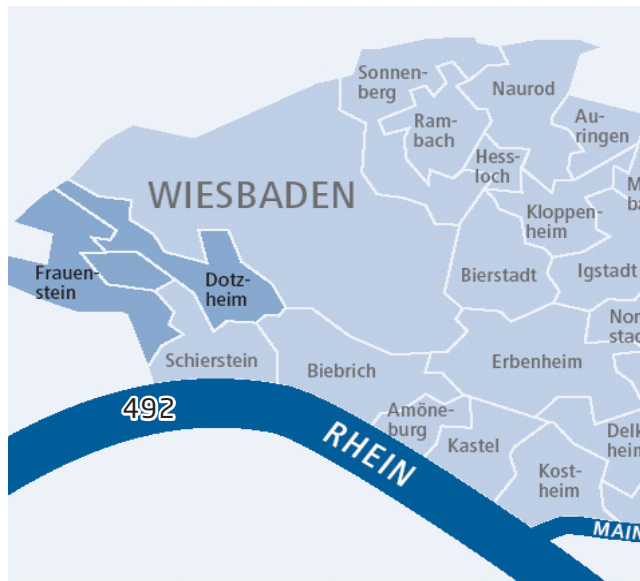 Sonnen-
berg
Naurod
Ram-
bach
Au-
ringen
Hess-
loch
WIESBADEN
Kloppen-
heim
Frauen-
stein
Dotz-
heim
Bierstadt
Igstadt
Schierstein
Biebrich
Erbenheim
492
Amöne-
burg
RHEIN
Kastel
Kost-
heim
MAIN